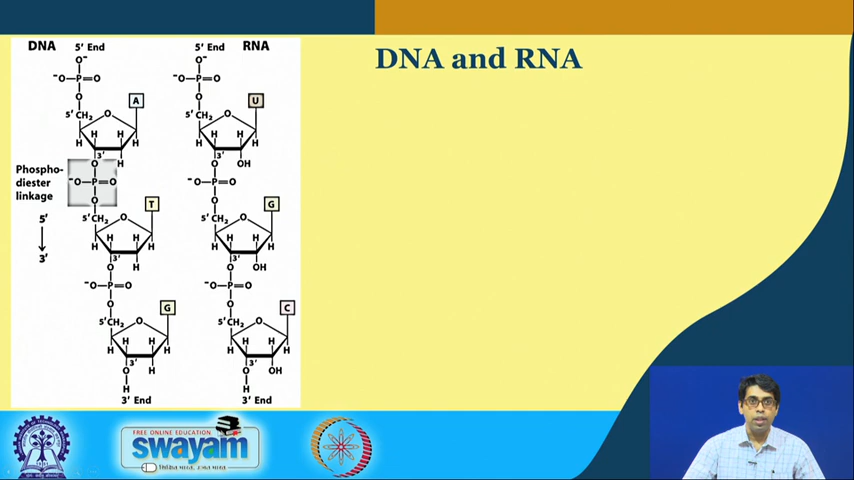 DNA and RNA
DNA 5' End
5' End RNA
O⁻
⁻O—P=O
O
5' CH₂ O A
H H H H
3'
O H
Phospho-
diester
linkage
⁻O—P=O
O
5'
3'
5' CH₂ O T
H H H H
3'
O H
⁻O—P=O
O
5' CH₂ O G
H H H H
3'
O H
H
3' End
O⁻
⁻O—P=O
O
5' CH₂ O U
H H H H
3'
O OH
⁻O—P=O
O
5' CH₂ O G
H H H H
3'
O OH
⁻O—P=O
O
5' CH₂ O C
H H H H
3'
O OH
H
3' End
FREE ONLINE EDUCATION
swayam